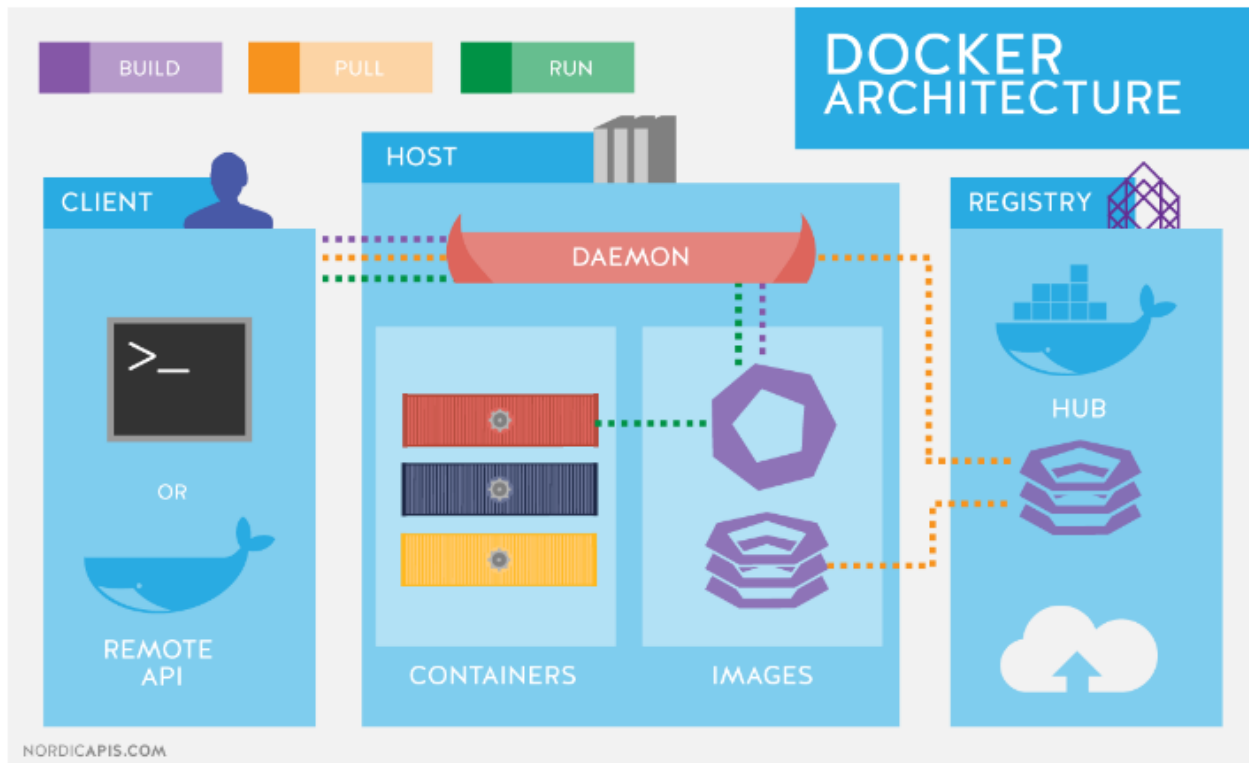 BUILD
PULL
RUN
DOCKER
ARCHITECTURE
CLIENT
HOST
REGISTRY
DAEMON
>_
OR
REMOTE
API
CONTAINERS
IMAGES
HUB
NORDICAPIS.COM